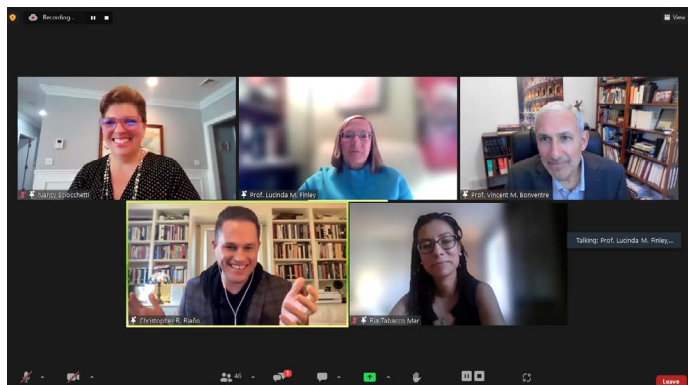 Recording...
View
Nancy Sciocchetti
Prof. Lucinda M. Finley
Prof. Vincent M. Bonventre
Talking: Prof. Lucinda M. Finley,...
Christopher R. Riaño
Ria Tabacco Mar
46
1
Leave